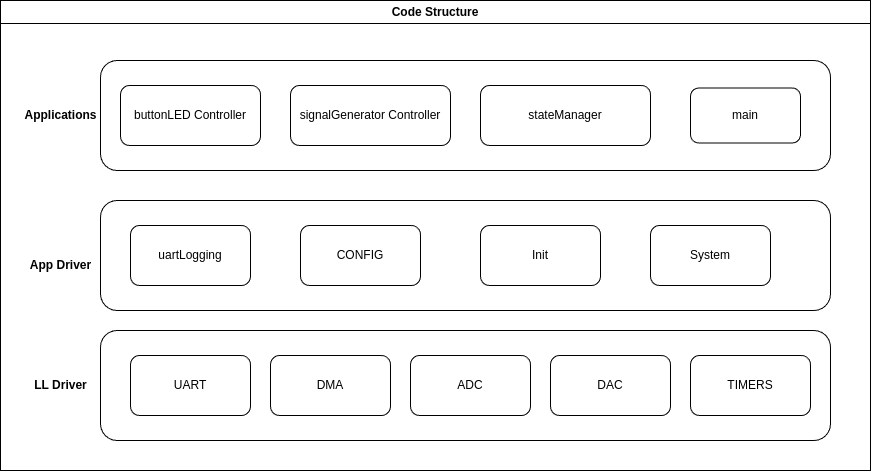 Code Structure
Applications
buttonLED Controller
signalGenerator Controller
stateManager
main
App Driver
uartLogging
CONFIG
Init
System
LL Driver
UART
DMA
ADC
DAC
TIMERS